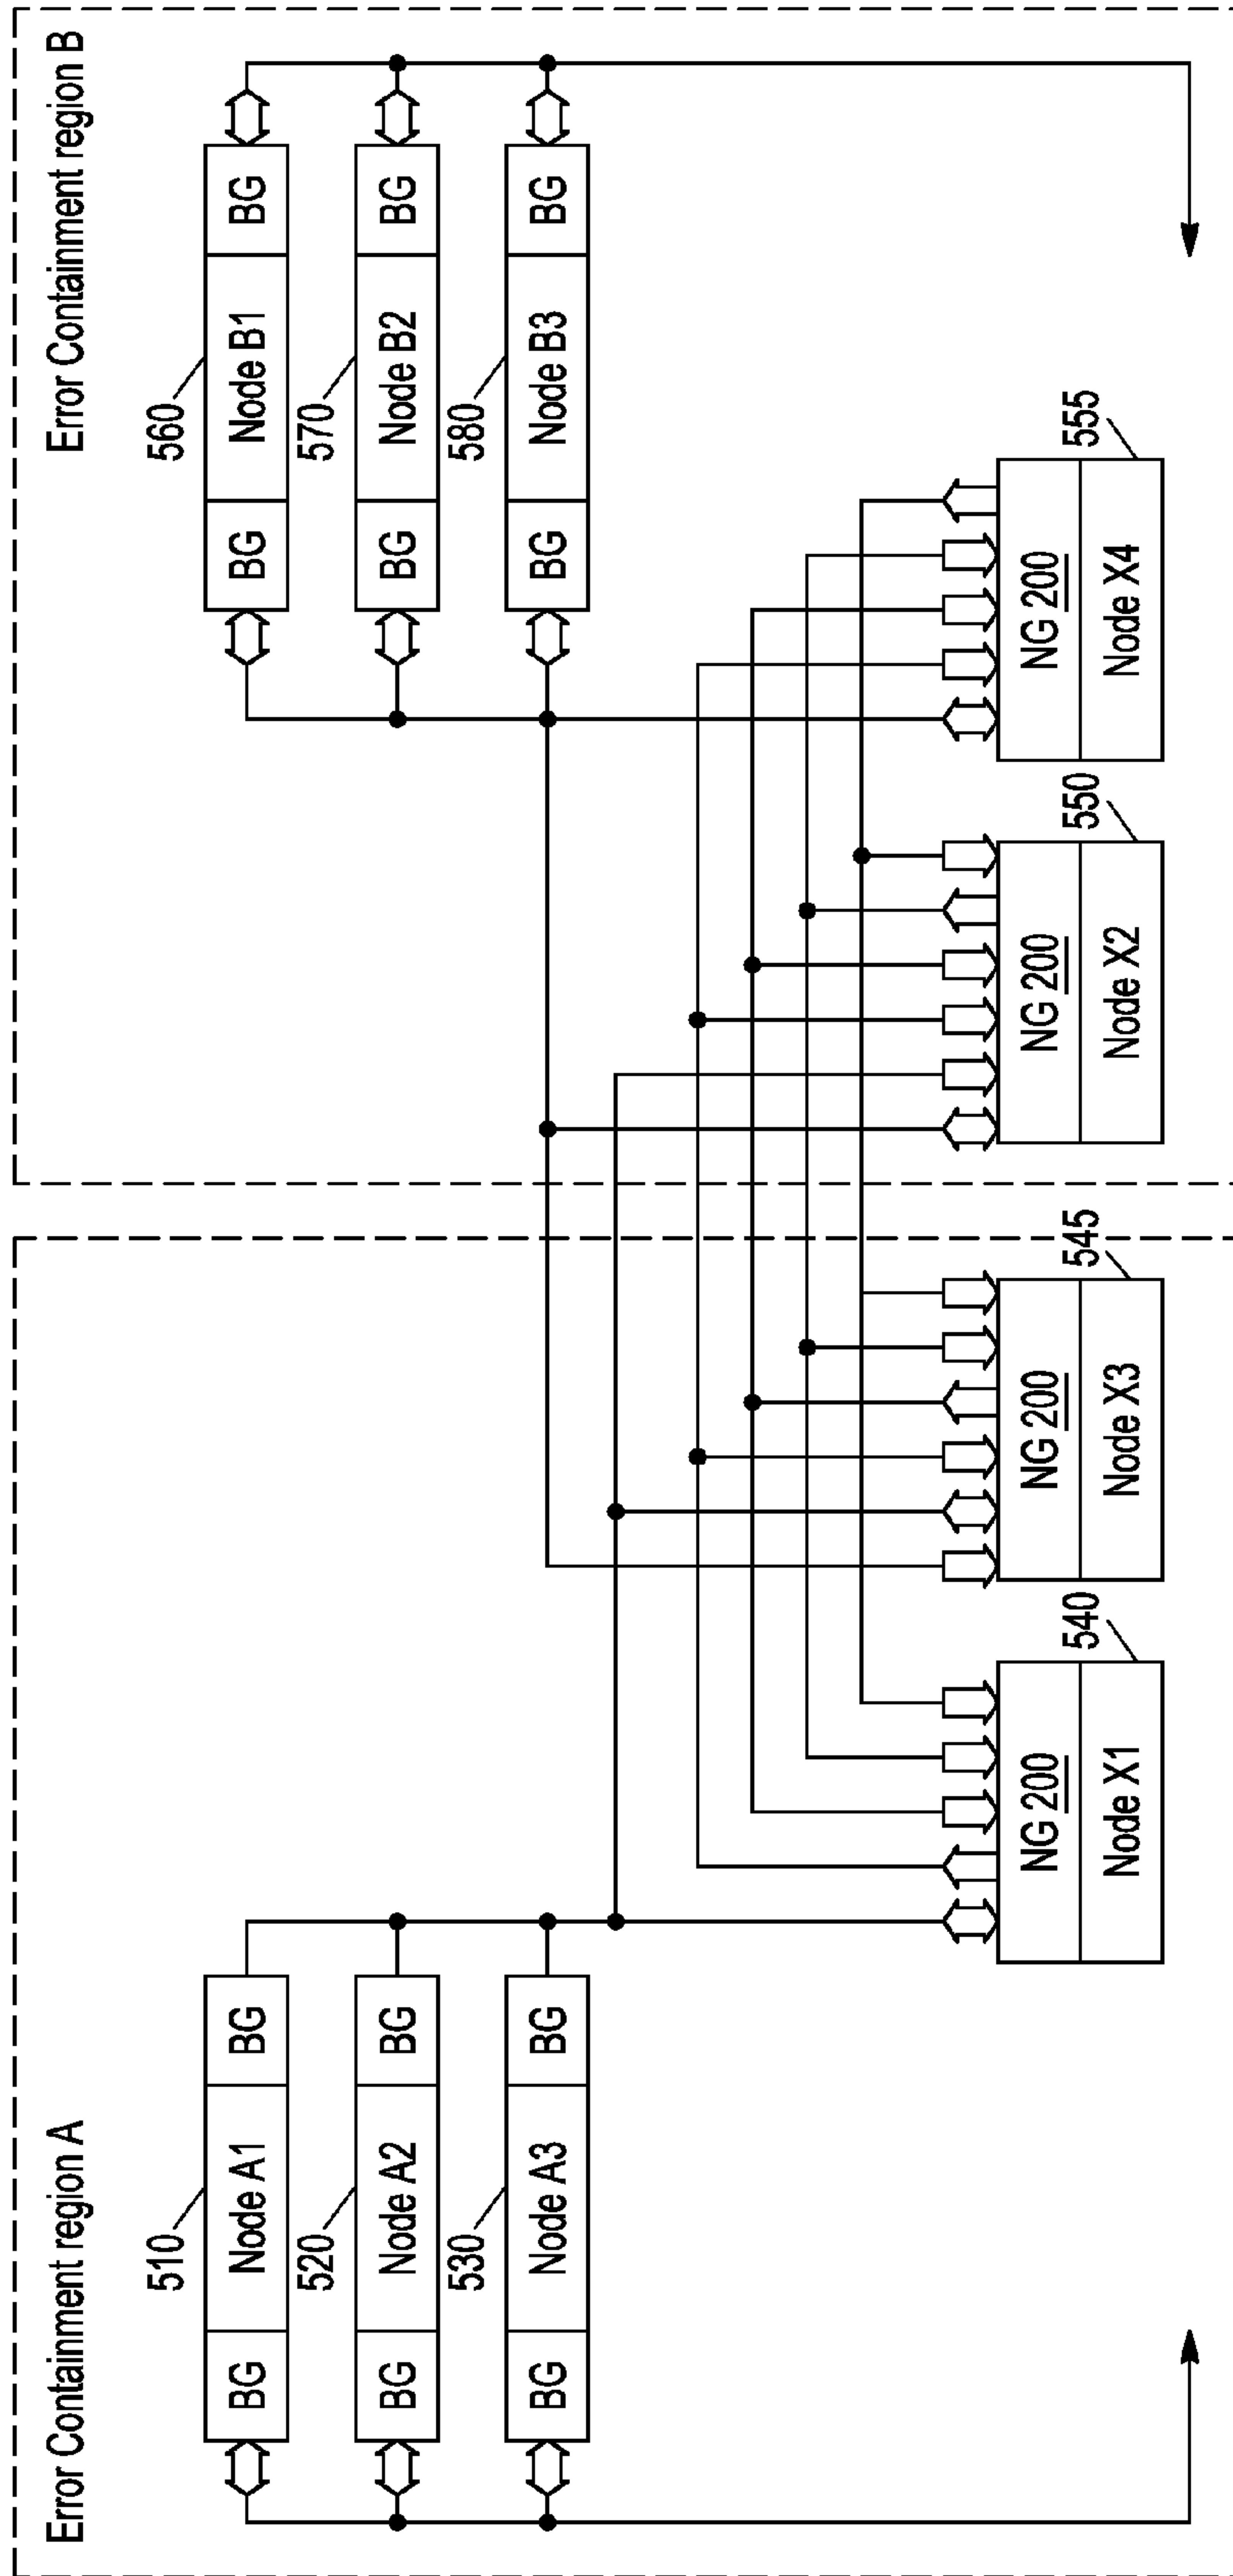 Error Containment region A
510
BG
Node A1
BG
520
BG
Node A2
BG
530
BG
Node A3
BG
540
NG 200
Node X1
545
NG 200
Node X3
Error Containment region B
560
BG
Node B1
BG
570
BG
Node B2
BG
580
BG
Node B3
BG
550
NG 200
Node X2
555
NG 200
Node X4